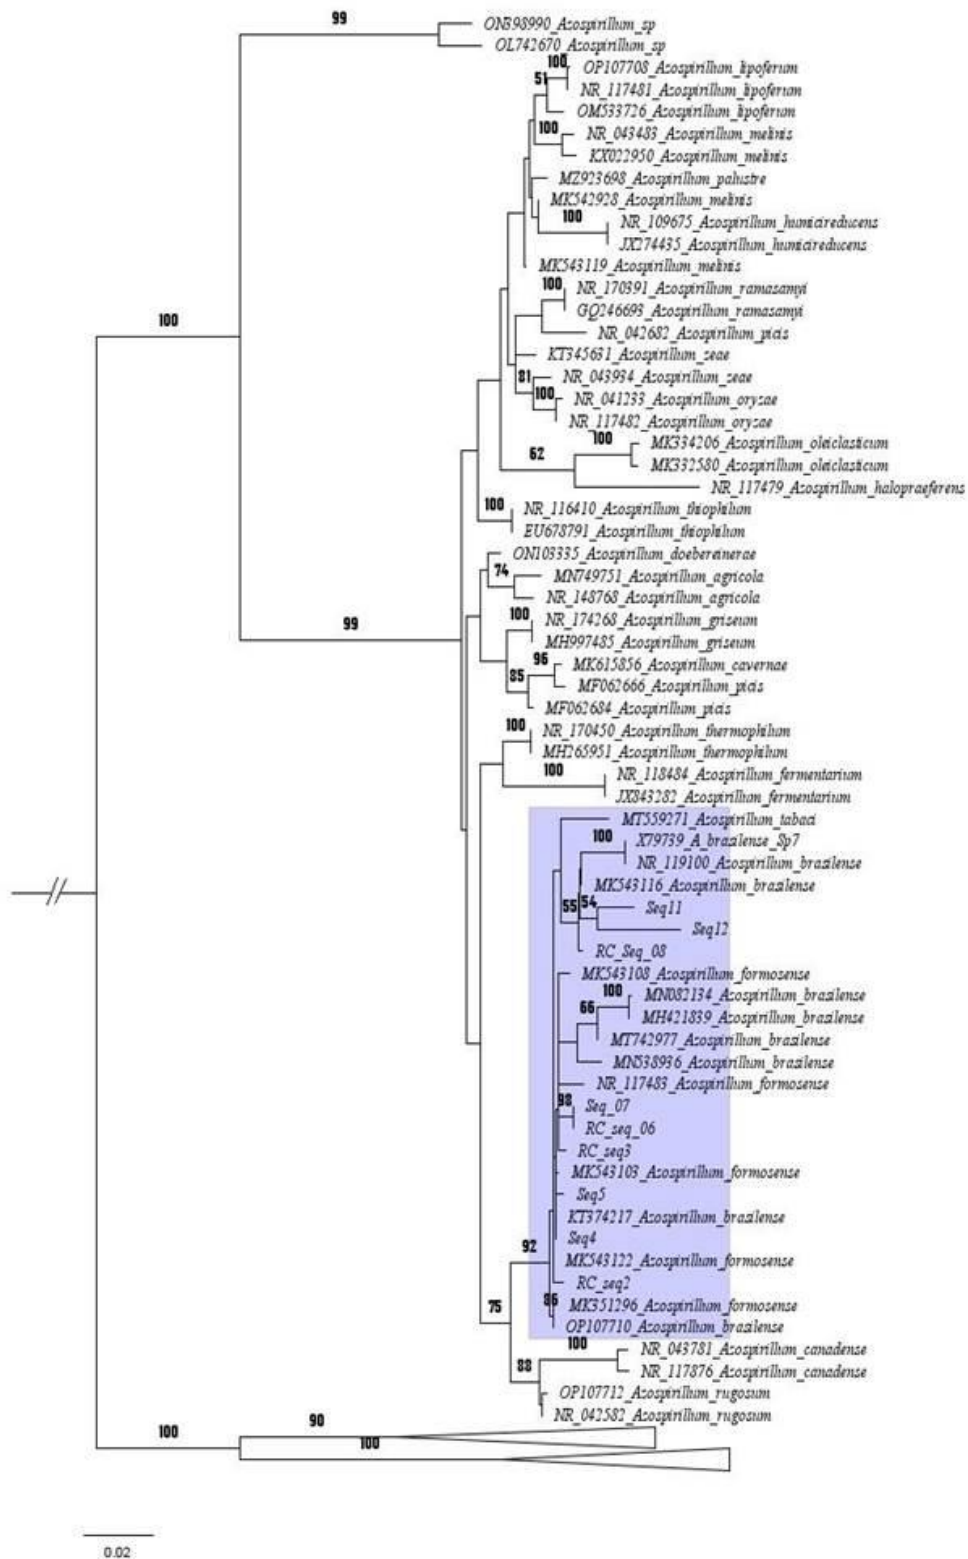 99
ON398990_Azospirillum_sp
OL742670_Azospirillum_sp
100
OP107708_Azospirillum_lipoferum
51
NR_117481_Azospirillum_lipoferum
OM533726_Azospirillum_lipoferum
100
NR_043483_Azospirillum_melinis
KX022950_Azospirillum_melinis
MZ923698_Azospirillum_palustre
MK542928_Azospirillum_melinis
100
NR_109675_Azospirillum_humicireducens
JX274435_Azospirillum_humicireducens
MK543119_Azospirillum_melinis
100
NR_170391_Azospirillum_ramasamyi
GQ246693_Azospirillum_ramasamyi
100
NR_042682_Azospirillum_picis
KT345631_Azospirillum_zeae
81
NR_043934_Azospirillum_zeae
100
NR_041233_Azospirillum_oryzae
NR_117482_Azospirillum_oryzae
100
MK334206_Azospirillum_oleiclasticum
62
MK332580_Azospirillum_oleiclasticum
NR_117479_Azospirillum_halopraeferens
100
NR_116410_Azospirillum_thiophilum
EU678791_Azospirillum_thiophilum
ON103335_Azospirillum_doebereinerae
74
MN749751_Azospirillum_agricola
NR_148768_Azospirillum_agricola
100
NR_174268_Azospirillum_griseum
99
MH997485_Azospirillum_griseum
96
MK615856_Azospirillum_cavernae
85
MF062666_Azospirillum_picis
MF062684_Azospirillum_picis
100
NR_170450_Azospirillum_thermophilum
MH265951_Azospirillum_thermophilum
100
NR_118484_Azospirillum_fermentarium
JX843282_Azospirillum_fermentarium
MT559271_Azospirillum_tabaci
100
X79739_A_brasilense_Sp7
NR_119100_Azospirillum_brasilense
MK543116_Azospirillum_brasilense
55
54
Seq11
Seq12
RC_Seq_08
MK543108_Azospirillum_formosense
100
MN082134_Azospirillum_brasilense
66
MH421839_Azospirillum_brasilense
MT742977_Azospirillum_brasilense
MN538936_Azospirillum_brasilense
NR_117483_Azospirillum_formosense
98
Seq_07
RC_seq_06
RC_seq3
MK543103_Azospirillum_formosense
Seq5
KT374217_Azospirillum_brasilense
Seq4
92
MK543122_Azospirillum_formosense
RC_seq2
75
86
MK351296_Azospirillum_formosense
OP107710_Azospirillum_brasilense
100
NR_043781_Azospirillum_canadense
88
NR_117876_Azospirillum_canadense
OP107712_Azospirillum_rugosum
NR_042582_Azospirillum_rugosum
90
100
100
0.02